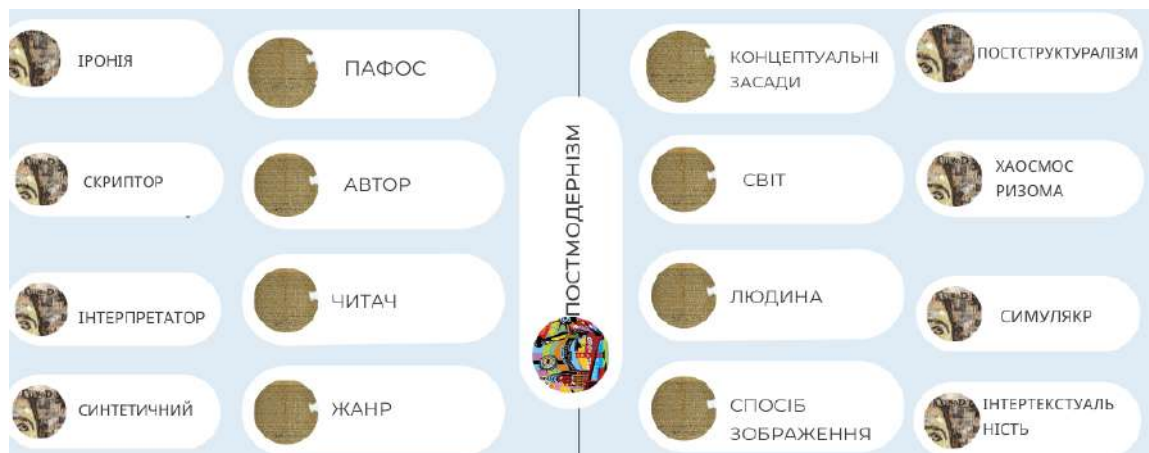 ІРОНІЯ
ПАФОС
СКРИПТОР
АВТОР
ІНТЕРПРЕТАТОР
ЧИТАЧ
СИНТЕТИЧНИЙ
ЖАНР
ПОСТМОДЕРНІЗМ
КОНЦЕПТУАЛЬНІ
ЗАСАДИ
ПОСТСТРУКТУРАЛІЗМ
СВІТ
ХАОСМОС
РИЗОМА
ЛЮДИНА
СИМУЛЯКР
СПОСІБ
ЗОБРАЖЕННЯ
ІНТЕРТЕКСТУАЛЬ
НІСТЬ